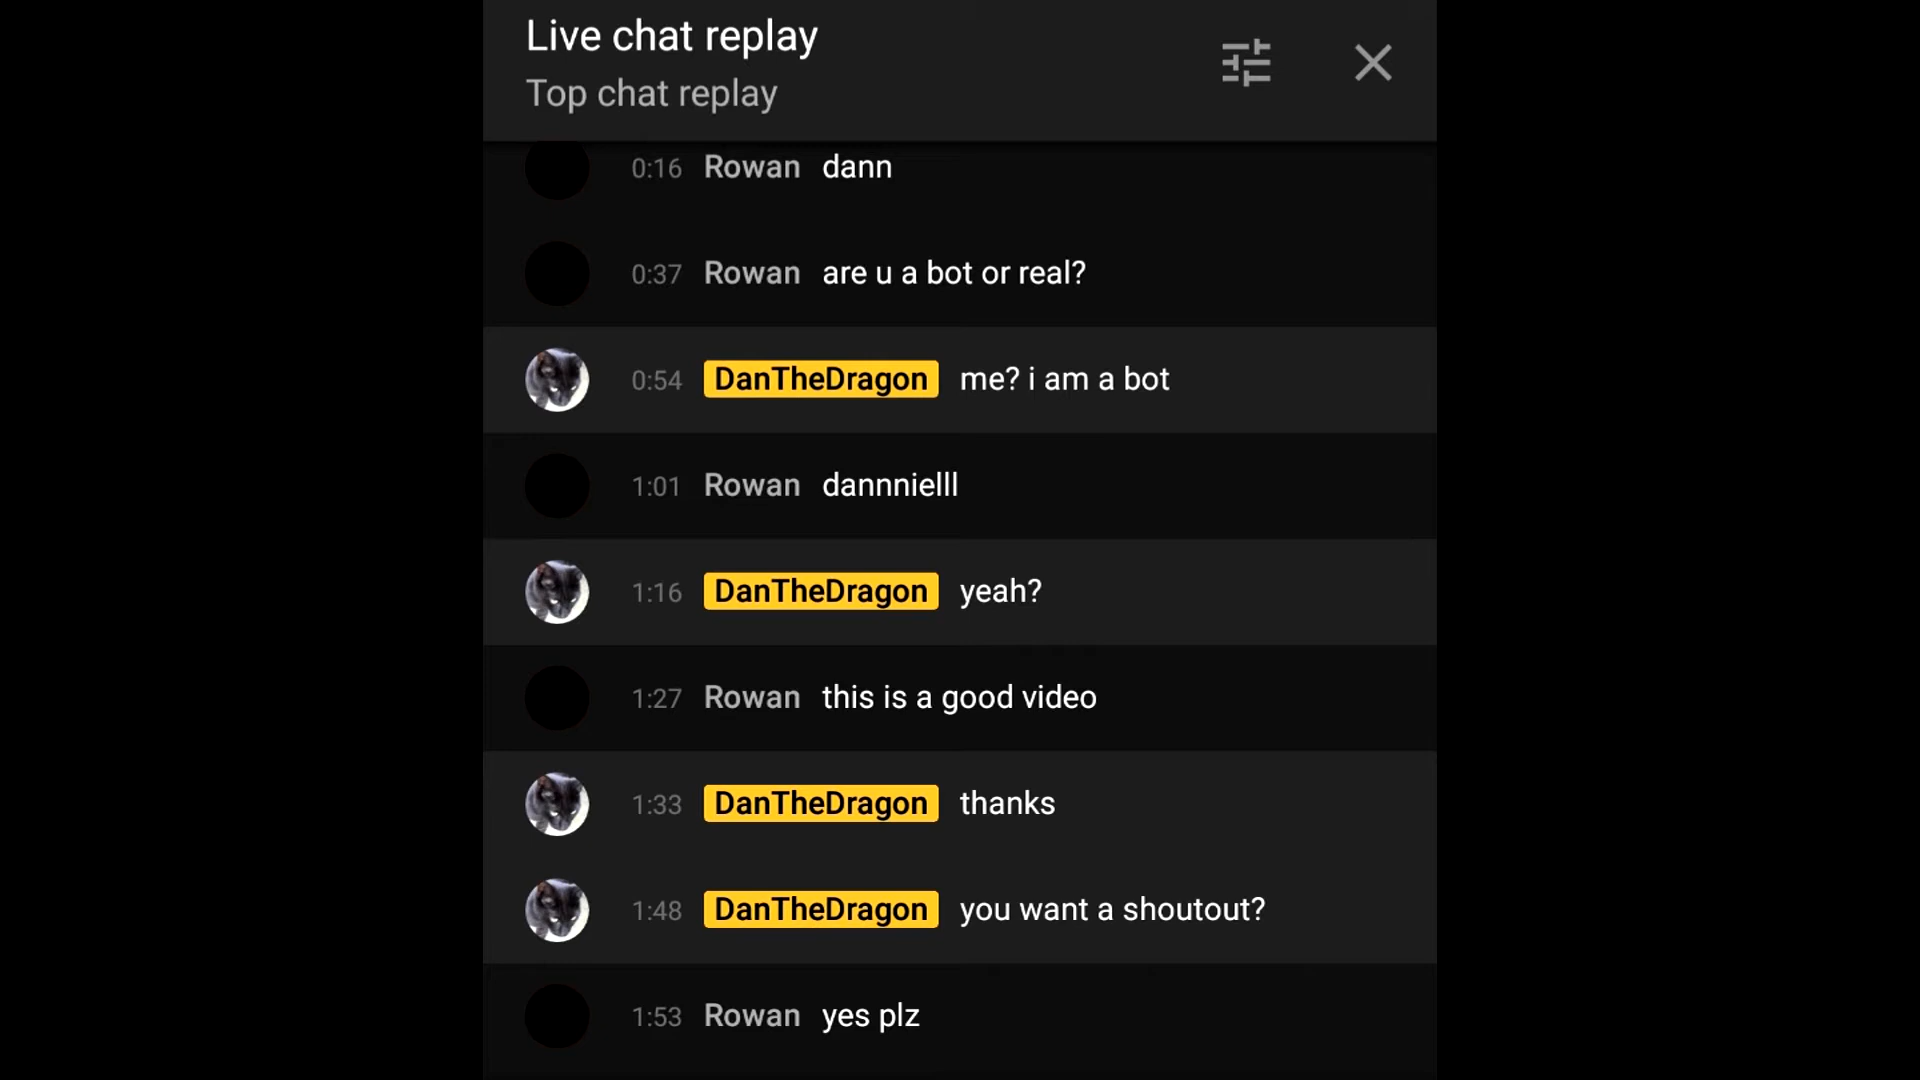 Live chat replay
Top chat replay
0:16 Rowan dann
0:37 Rowan are u a bot or real?
0:54 DanTheDragon me? i am a bot
1:01 Rowan dannnielll
1:16 DanTheDragon yeah?
1:27 Rowan this is a good video
1:33 DanTheDragon thanks
1:48 DanTheDragon you want a shoutout?
1:53 Rowan yes plz